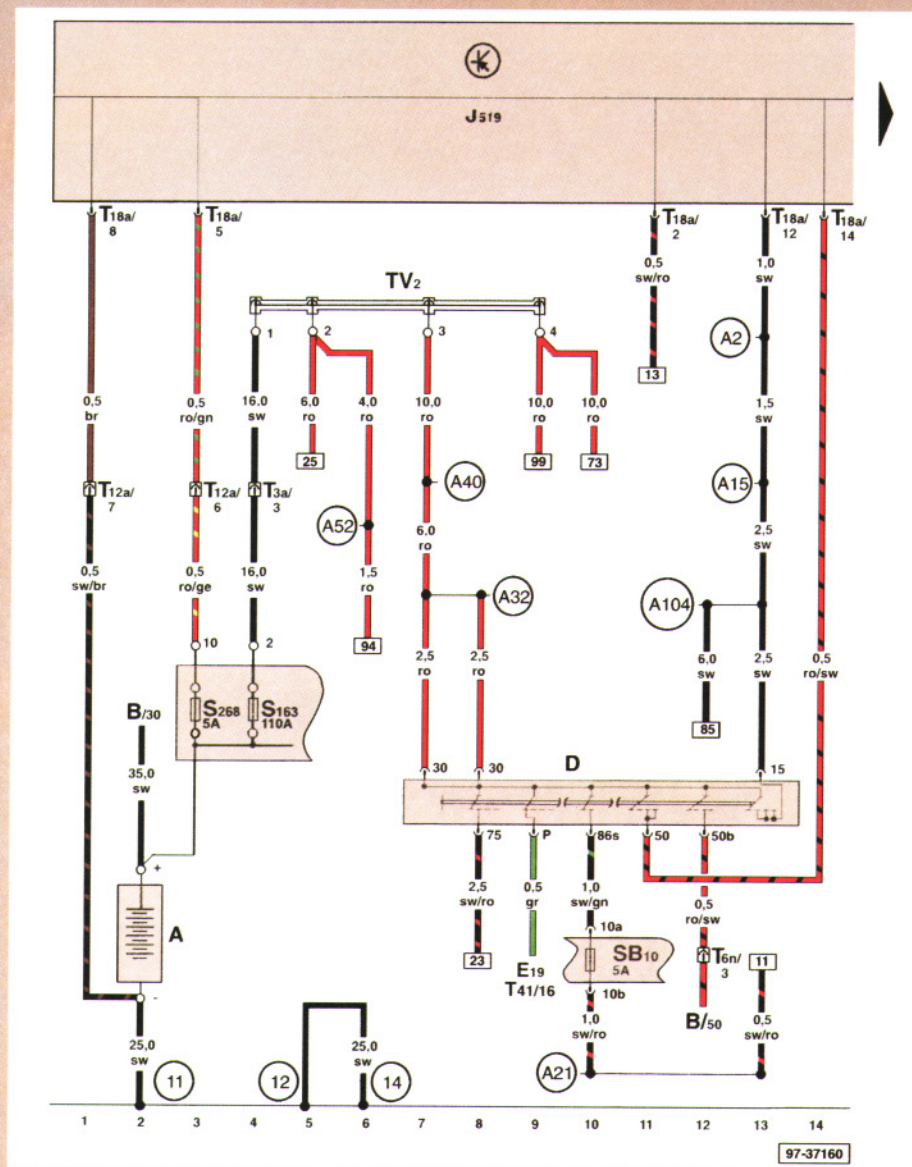 J519
T18a/ T18a/ T18a/ T18a/ T18a/
8 5 2 12 14
TV2
0,5 1,0
sw/ro sw
1 2 3 4
A2
13
0,5 0,5 16,0 6,0 4,0 10,0 10,0 10,0 1,5
br ro/gn sw ro ro ro ro ro sw
25 99 73
T12a/ T12a/ T3a/ A40 A15
7 6 3
A52
6,0 2,5
ro sw
0,5 0,5 16,0 1,5
sw/br ro/ge sw ro
A32 A104
10 2 94
2,5 2,5 6,0 2,5 0,5
ro ro sw sw ro/sw
B/30 S268 S163
5A 110A
85
35,0
sw
30 30 D 15
75 P 86s 50 50b
+
2,5 0,5 1,0 0,5
sw/ro gr sw/gn ro/sw
A
10a
23 E19 SB10 T6n/ 11
T41/16 5A 3
-
10b
B/50
25,0 25,0 1,0 0,5
sw sw sw/ro sw/ro
11 12 14 A21
1 2 3 4 5 6 7 8 9 10 11 12 13 14
97-37160